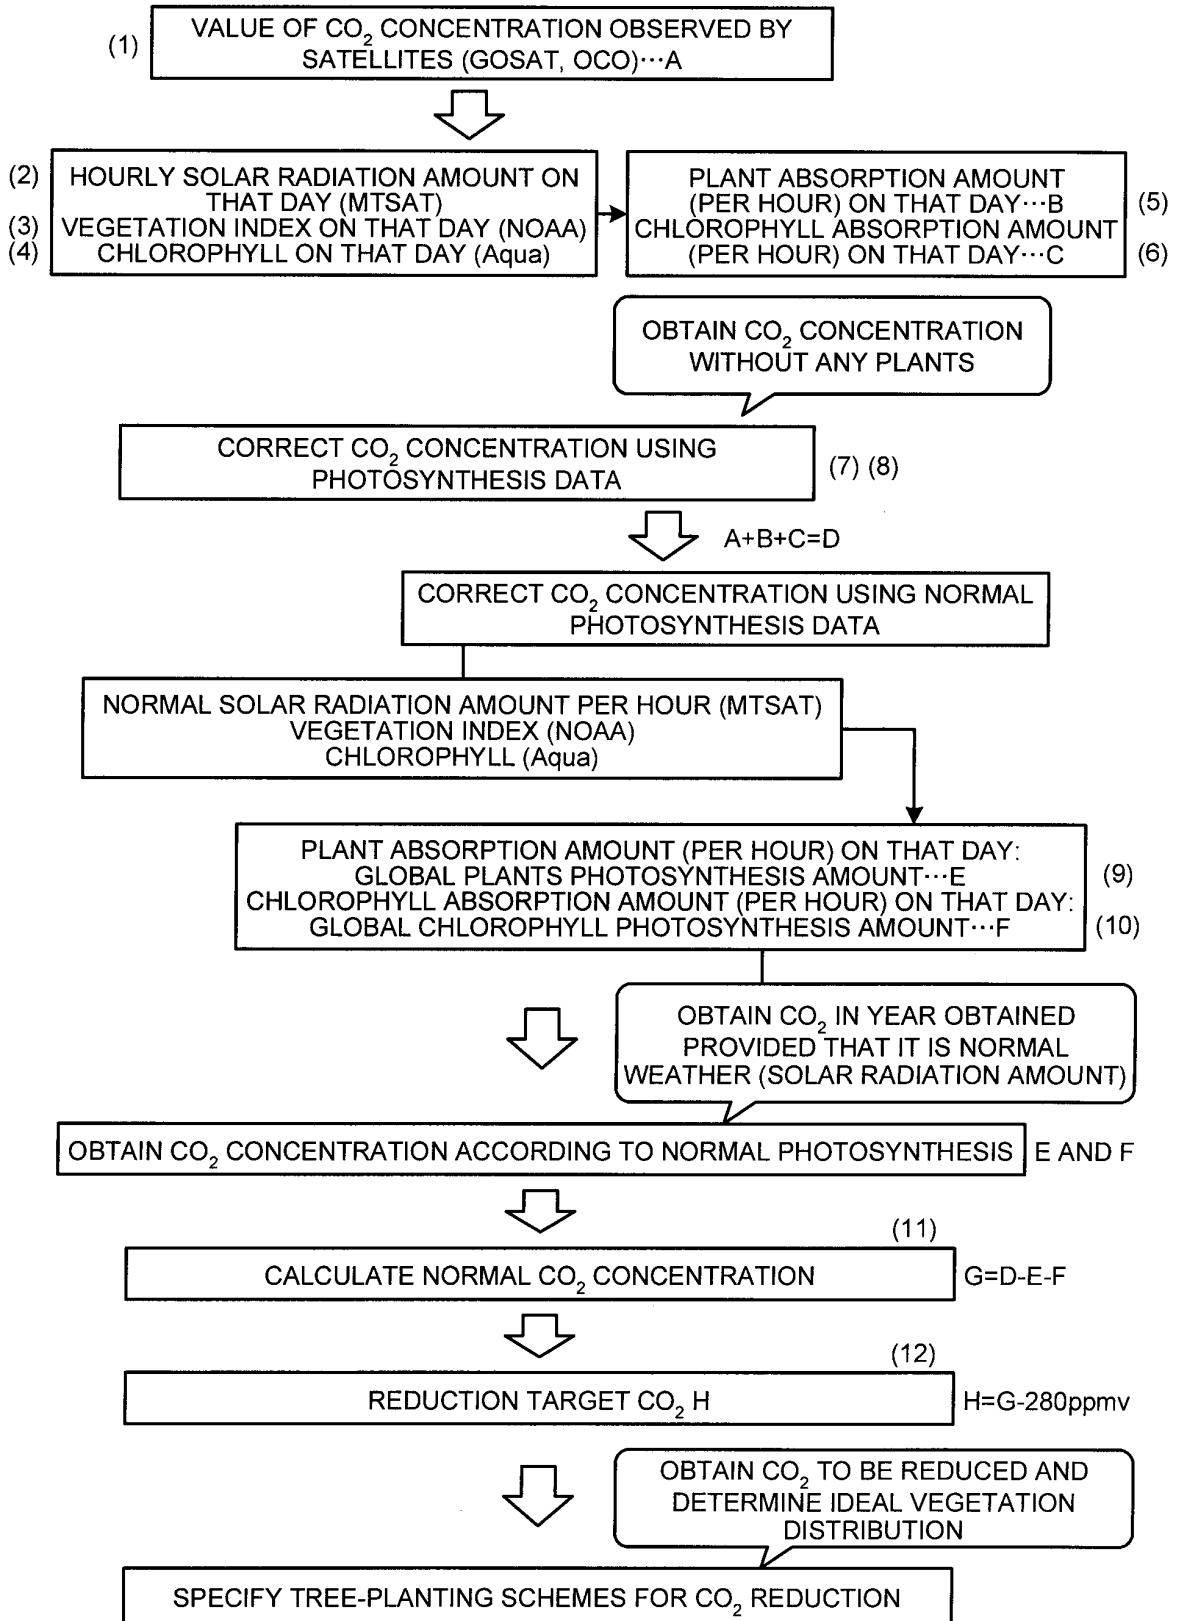 (1)
VALUE OF CO2 CONCENTRATION OBSERVED BY
SATELLITES (GOSAT, OCO)···A
(2)
HOURLY SOLAR RADIATION AMOUNT ON
THAT DAY (MTSAT)
(3)
VEGETATION INDEX ON THAT DAY (NOAA)
(4)
CHLOROPHYLL ON THAT DAY (Aqua)
PLANT ABSORPTION AMOUNT
(PER HOUR) ON THAT DAY···B
(5)
CHLOROPHYLL ABSORPTION AMOUNT
(PER HOUR) ON THAT DAY···C
(6)
OBTAIN CO2 CONCENTRATION
WITHOUT ANY PLANTS
CORRECT CO2 CONCENTRATION USING
PHOTOSYNTHESIS DATA
(7) (8)
A+B+C=D
CORRECT CO2 CONCENTRATION USING NORMAL
PHOTOSYNTHESIS DATA
NORMAL SOLAR RADIATION AMOUNT PER HOUR (MTSAT)
VEGETATION INDEX (NOAA)
CHLOROPHYLL (Aqua)
PLANT ABSORPTION AMOUNT (PER HOUR) ON THAT DAY:
GLOBAL PLANTS PHOTOSYNTHESIS AMOUNT···E
(9)
CHLOROPHYLL ABSORPTION AMOUNT (PER HOUR) ON THAT DAY:
GLOBAL CHLOROPHYLL PHOTOSYNTHESIS AMOUNT···F
(10)
OBTAIN CO2 IN YEAR OBTAINED
PROVIDED THAT IT IS NORMAL
WEATHER (SOLAR RADIATION AMOUNT)
OBTAIN CO2 CONCENTRATION ACCORDING TO NORMAL PHOTOSYNTHESIS
E AND F
(11)
CALCULATE NORMAL CO2 CONCENTRATION
G=D-E-F
(12)
REDUCTION TARGET CO2 H
H=G-280ppmv
OBTAIN CO2 TO BE REDUCED AND
DETERMINE IDEAL VEGETATION
DISTRIBUTION
SPECIFY TREE-PLANTING SCHEMES FOR CO2 REDUCTION